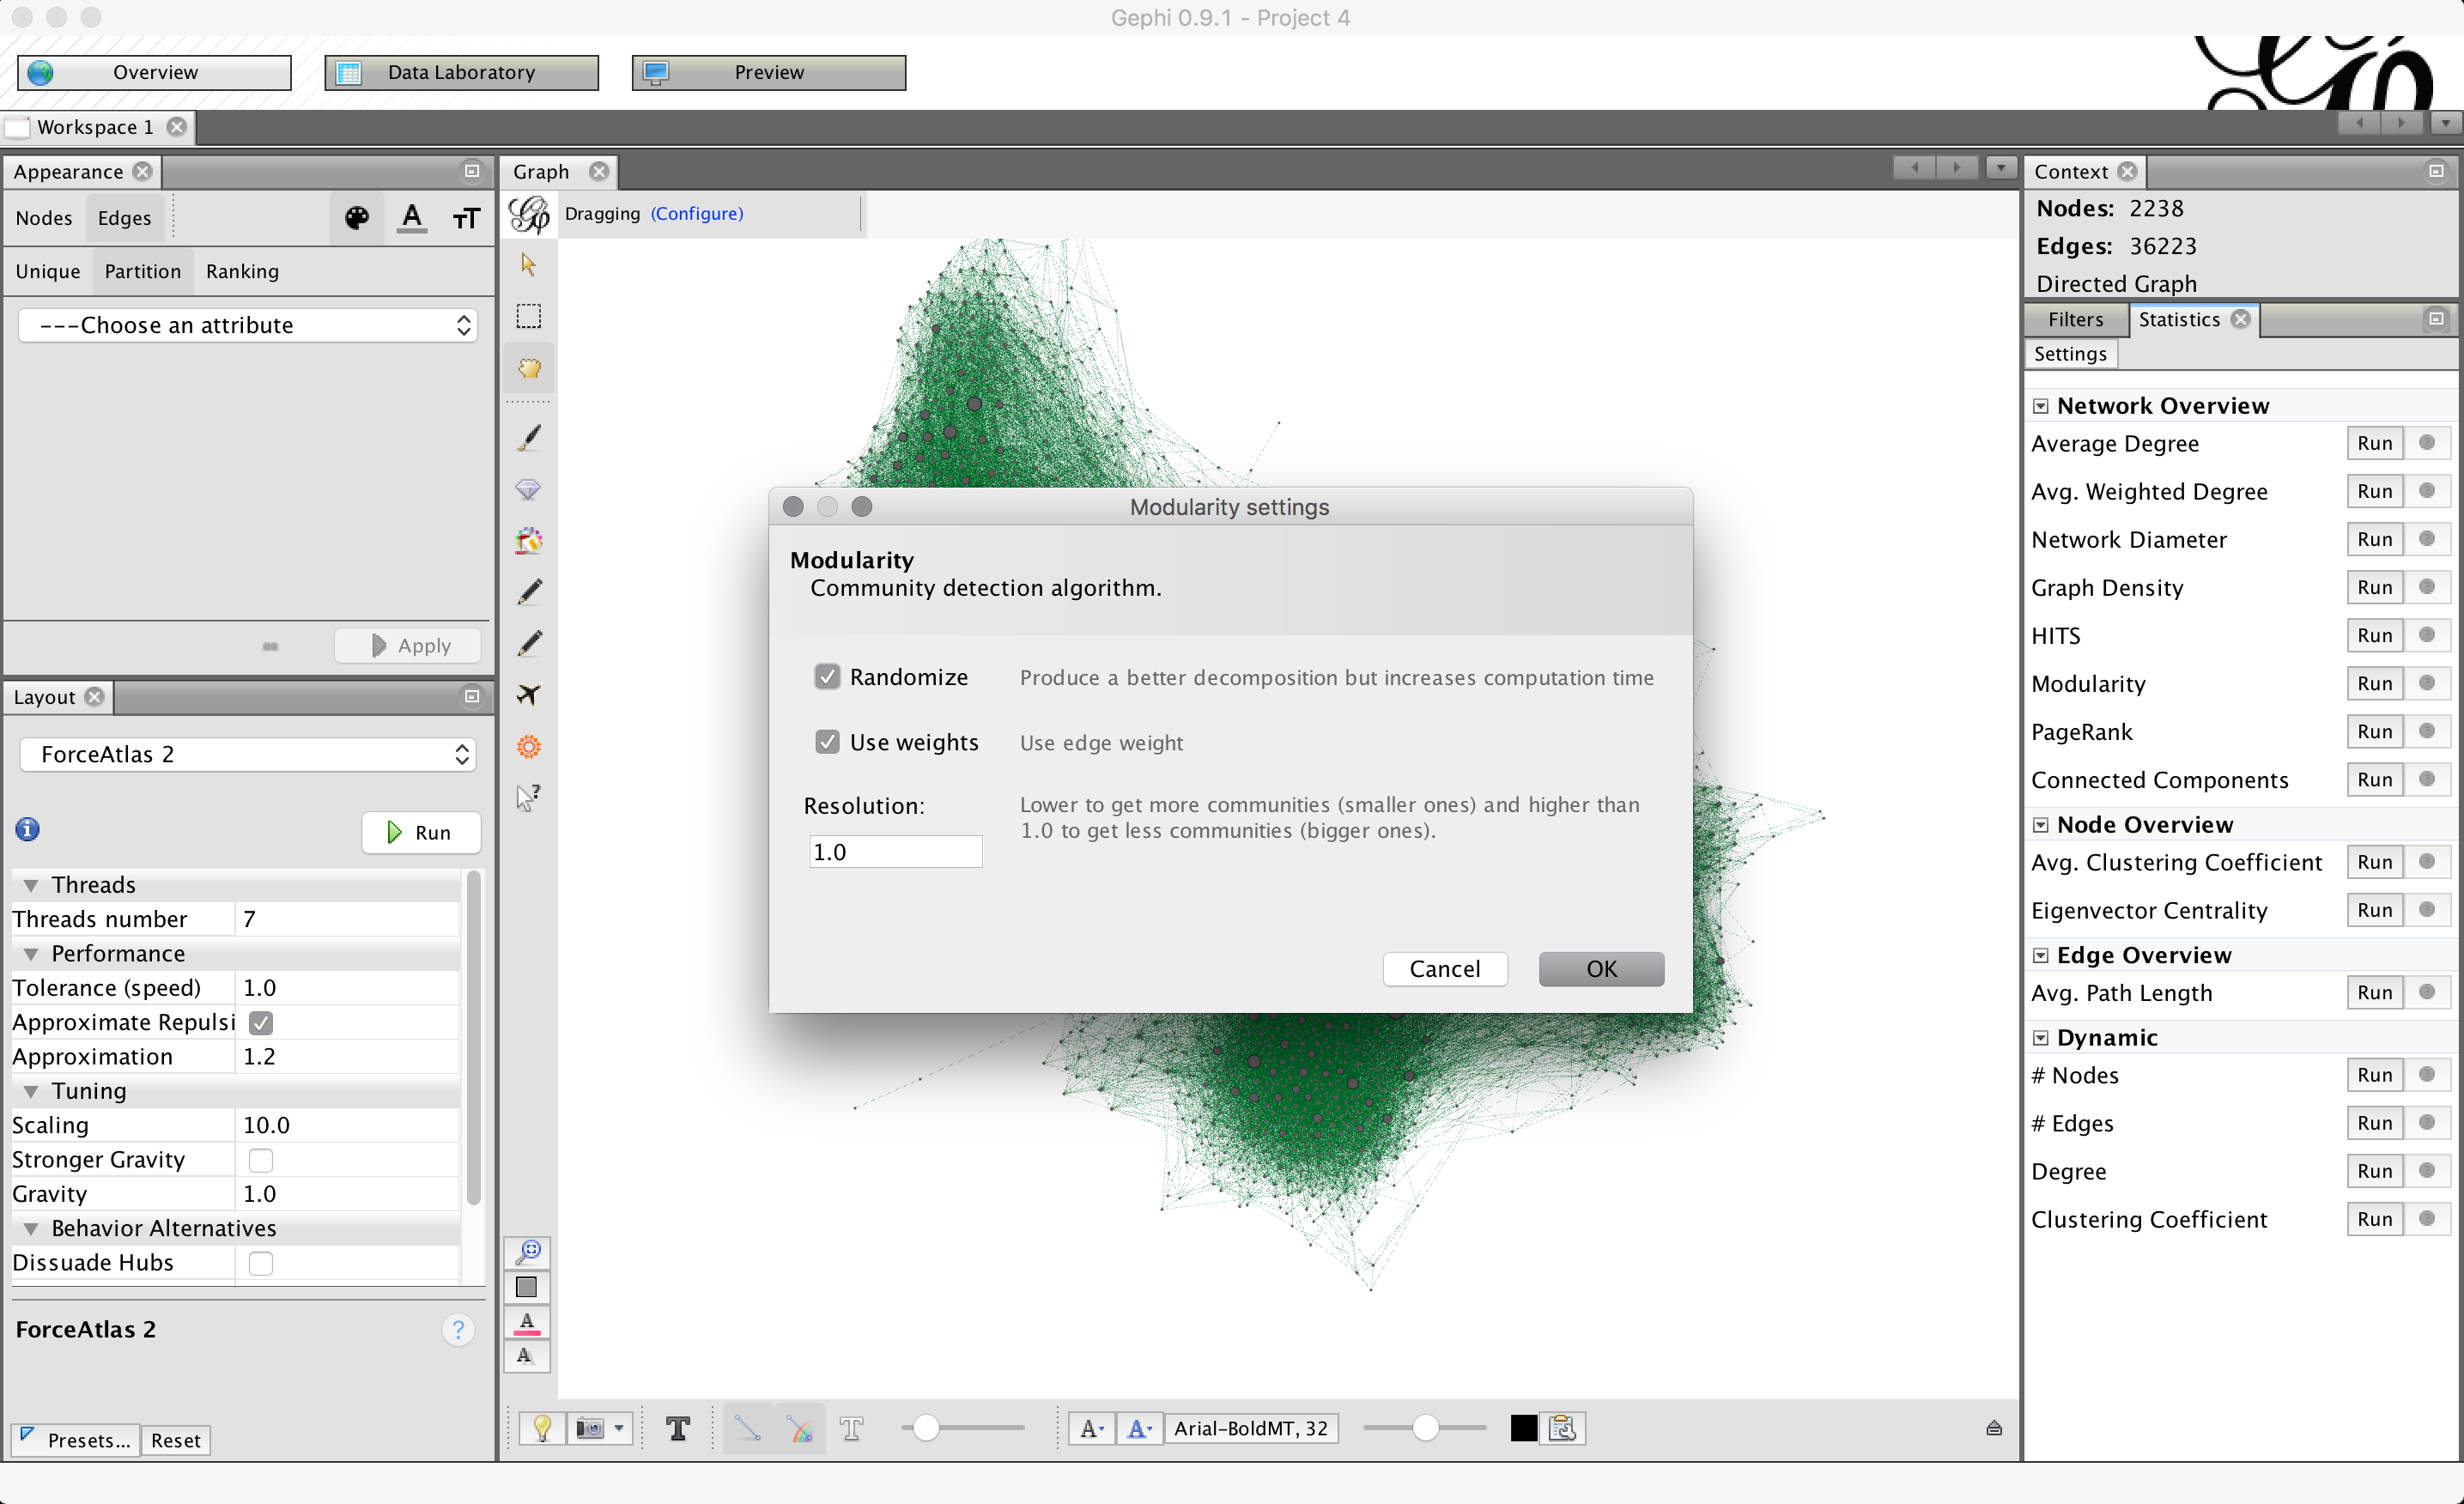 Gephi 0.9.1 - Project 4
Overview
Data Laboratory
Preview
Workspace 1
Appearance
Nodes
Edges
Unique
Partition
Ranking
---Choose an attribute
Apply
Layout
ForceAtlas 2
Run
Threads
Threads number 7
Performance
Tolerance (speed) 1.0
Approximate Repulsi
Approximation 1.2
Tuning
Scaling 10.0
Stronger Gravity
Gravity 1.0
Behavior Alternatives
Dissuade Hubs
ForceAtlas 2
?
Presets...
Reset
Graph
Dragging (Configure)
Modularity settings
Modularity
Community detection algorithm.
Randomize
Produce a better decomposition but increases computation time
Use weights
Use edge weight
Resolution:
Lower to get more communities (smaller ones) and higher than
1.0 to get less communities (bigger ones).
1.0
Cancel
OK
Arial-BoldMT, 32
Context
Nodes: 2238
Edges: 36223
Directed Graph
Filters
Statistics
Settings
Network Overview
Average Degree Run
Avg. Weighted Degree Run
Network Diameter Run
Graph Density Run
HITS Run
Modularity Run
PageRank Run
Connected Components Run
Node Overview
Avg. Clustering Coefficient Run
Eigenvector Centrality Run
Edge Overview
Avg. Path Length Run
Dynamic
# Nodes Run
# Edges Run
Degree Run
Clustering Coefficient Run